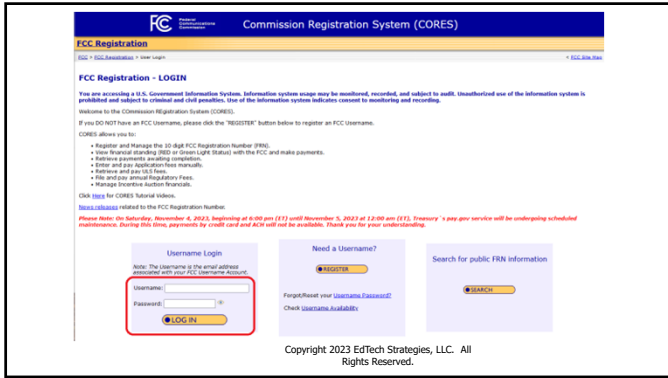 FCC Federal Communications Commission
Commission Registration System (CORES)
FCC Registration
FCC > FCC Registration > User Login
< FCC Site Map
FCC Registration - LOGIN
You are accessing a U.S. Government Information System. Information system usage may be monitored, recorded, and subject to audit. Unauthorized use of the information system is
prohibited and subject to criminal and civil penalties. Use of the information system indicates consent to monitoring and recording.
Welcome to the COmmission REgistration System (CORES).
If you DO NOT have an FCC Username, please click the "REGISTER" button below to register an FCC Username.
CORES allows you to:
• Register and Manage the 10 digit FCC Registration Number (FRN).
• View financial standing (RED or Green Light Status) with the FCC and make payments.
• Retrieve payments awaiting completion.
• Enter and pay Application fees manually.
• Retrieve and pay ULS fees.
• File and pay annual Regulatory Fees.
• Manage Incentive Auction financials.
Click Here for CORES Tutorial Videos.
News releases related to the FCC Registration Number.
Please Note: On Saturday, November 4, 2023, beginning at 6:00 pm (ET) until November 5, 2023 at 12:00 am (ET), Treasury`s pay.gov service will be undergoing scheduled
maintenance. During this time, payments by credit card and ACH will not be available. Thank you for your understanding.
Username Login
Note: The Username is the email address
associated with your FCC Username Account.
Username:
Password:
LOG IN
Need a Username?
REGISTER
Forgot/Reset your Username Password?
Check Username Availability
Search for public FRN information
SEARCH
Copyright 2023 EdTech Strategies, LLC. All
Rights Reserved.